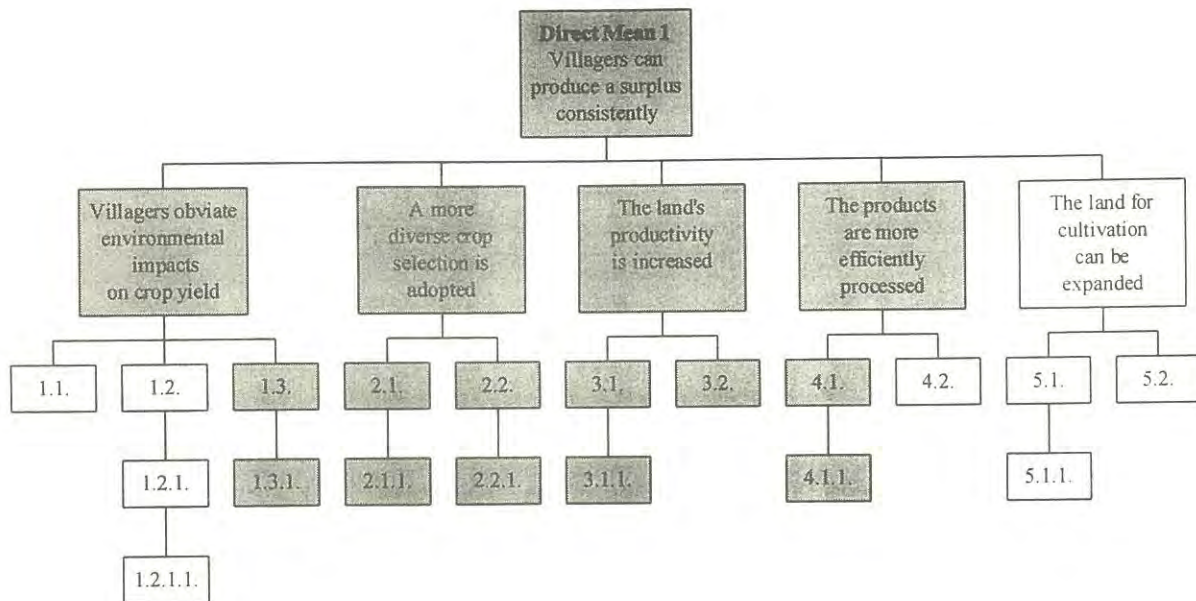 Direct Mean 1
Villagers can
produce a surplus
consistently
Villagers obviate
environmental
impacts
on crop yield
A more
diverse crop
selection is
adopted
The land's
productivity
is increased
The products
are more
efficiently
processed
The land for
cultivation
can be
expanded
1.1.
1.2.
1.3.
2.1.
2.2.
3.1.
3.2.
4.1.
4.2.
5.1.
5.2.
1.2.1.
1.3.1.
2.1.1.
2.2.1.
3.1.1.
4.1.1.
5.1.1.
1.2.1.1.